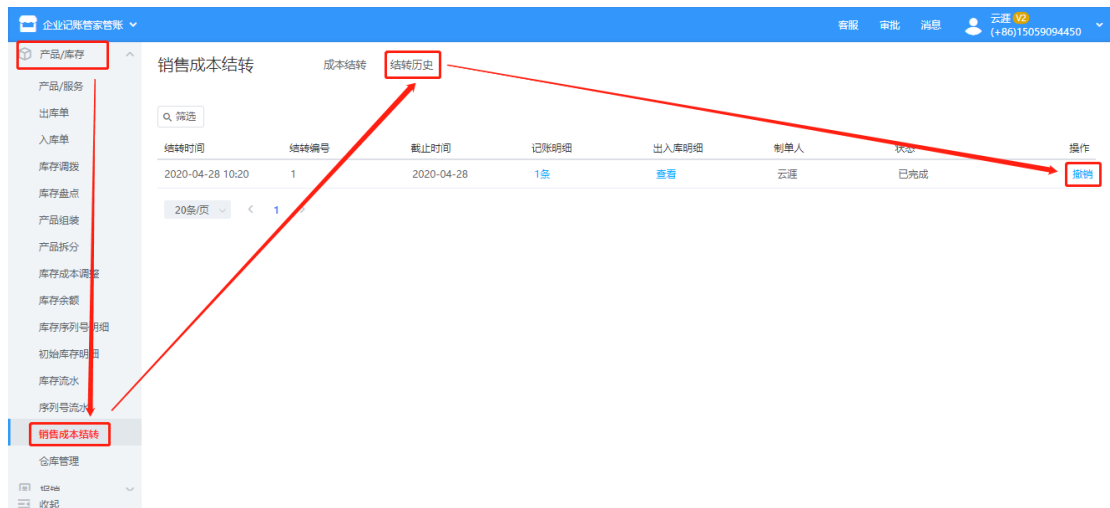 企业记账管家管账
客服 审批 消息 云涯 V2
(+86)15059094450
产品/库存
产品/服务
出库单
入库单
库存调拨
库存盘点
产品组装
产品拆分
库存成本调整
库存余额
库存序列号明细
初始库存明细
库存流水
序列号流水
销售成本结转
仓库管理
报销
收起
销售成本结转 成本结转 结转历史
筛选
结转时间 结转编号 截止时间 记账明细 出入库明细 制单人 状态 操作
2020-04-28 10:20 1 2020-04-28 1条 查看 云涯 已完成 撤销
20条/页 < 1 >